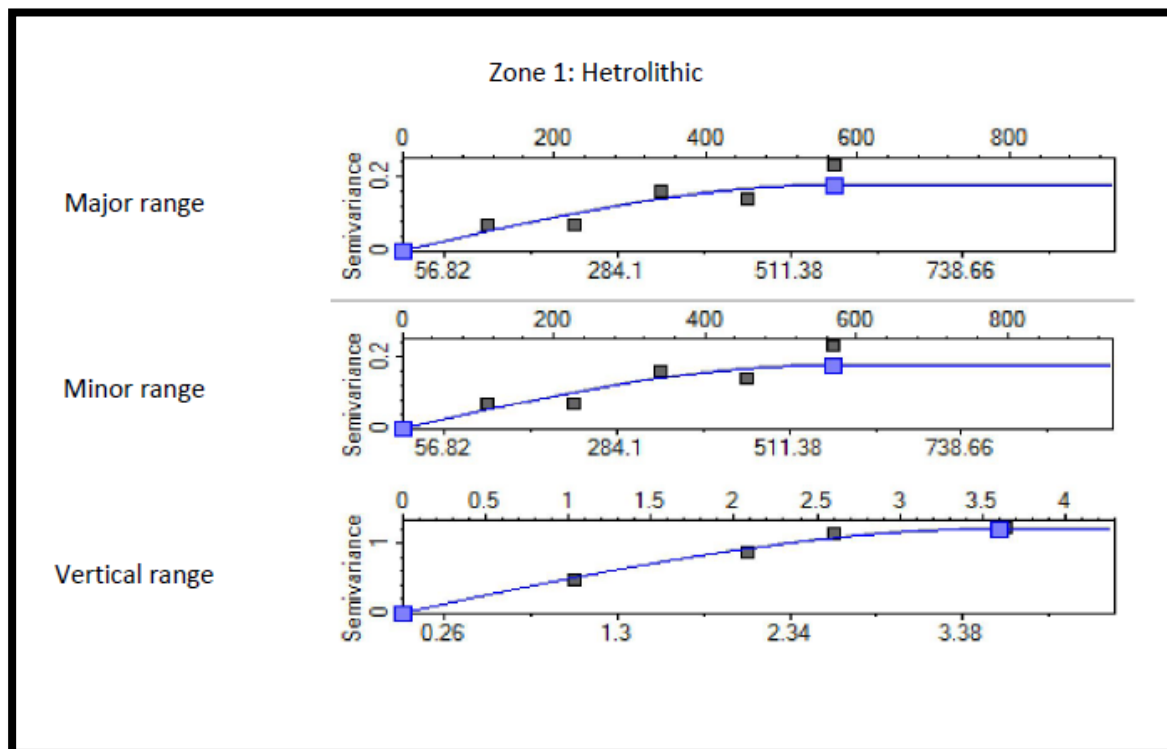 Zone 1: Hetrolithic
Major range
0 200 400 600 800
Semivariance
0.2
0
56.82 284.1 511.38 738.66
Minor range
0 200 400 600 800
Semivariance
0.2
0
56.82 284.1 511.38 738.66
Vertical range
0 0.5 1 1.5 2 2.5 3 3.5 4
Semivariance
1
0
0.26 1.3 2.34 3.38